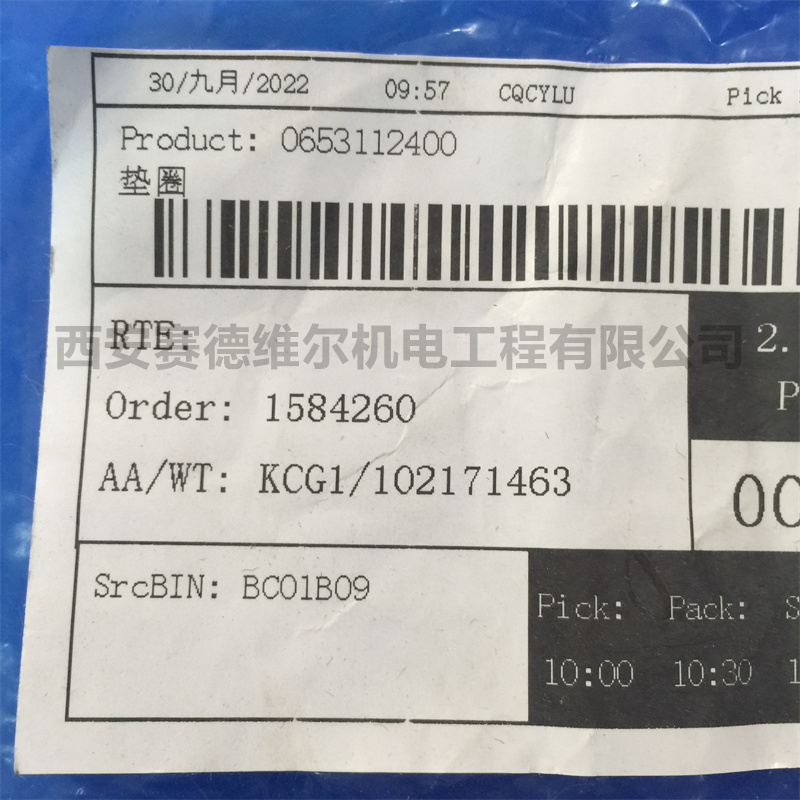 30/九月/2022 09:57 CQCYLU Pick
Product: 0653112400
垫圈
RTE:
西安赛德维尔机电工程有限公司
2.
P
Order: 1584260
AA/WT: KCG1/102171463
SrcBIN: BC01B09
Pick: Pack: S
10:00 10:30 1